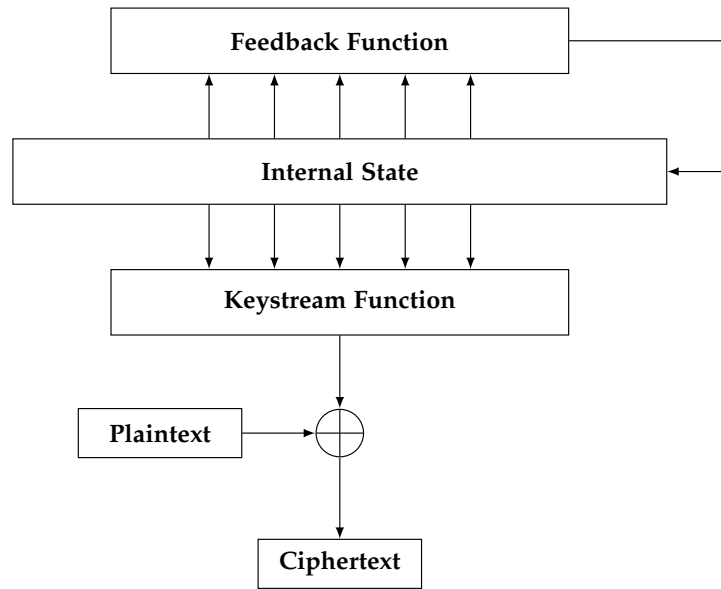 Feedback Function
Internal State
Keystream Function
Plaintext
Ciphertext